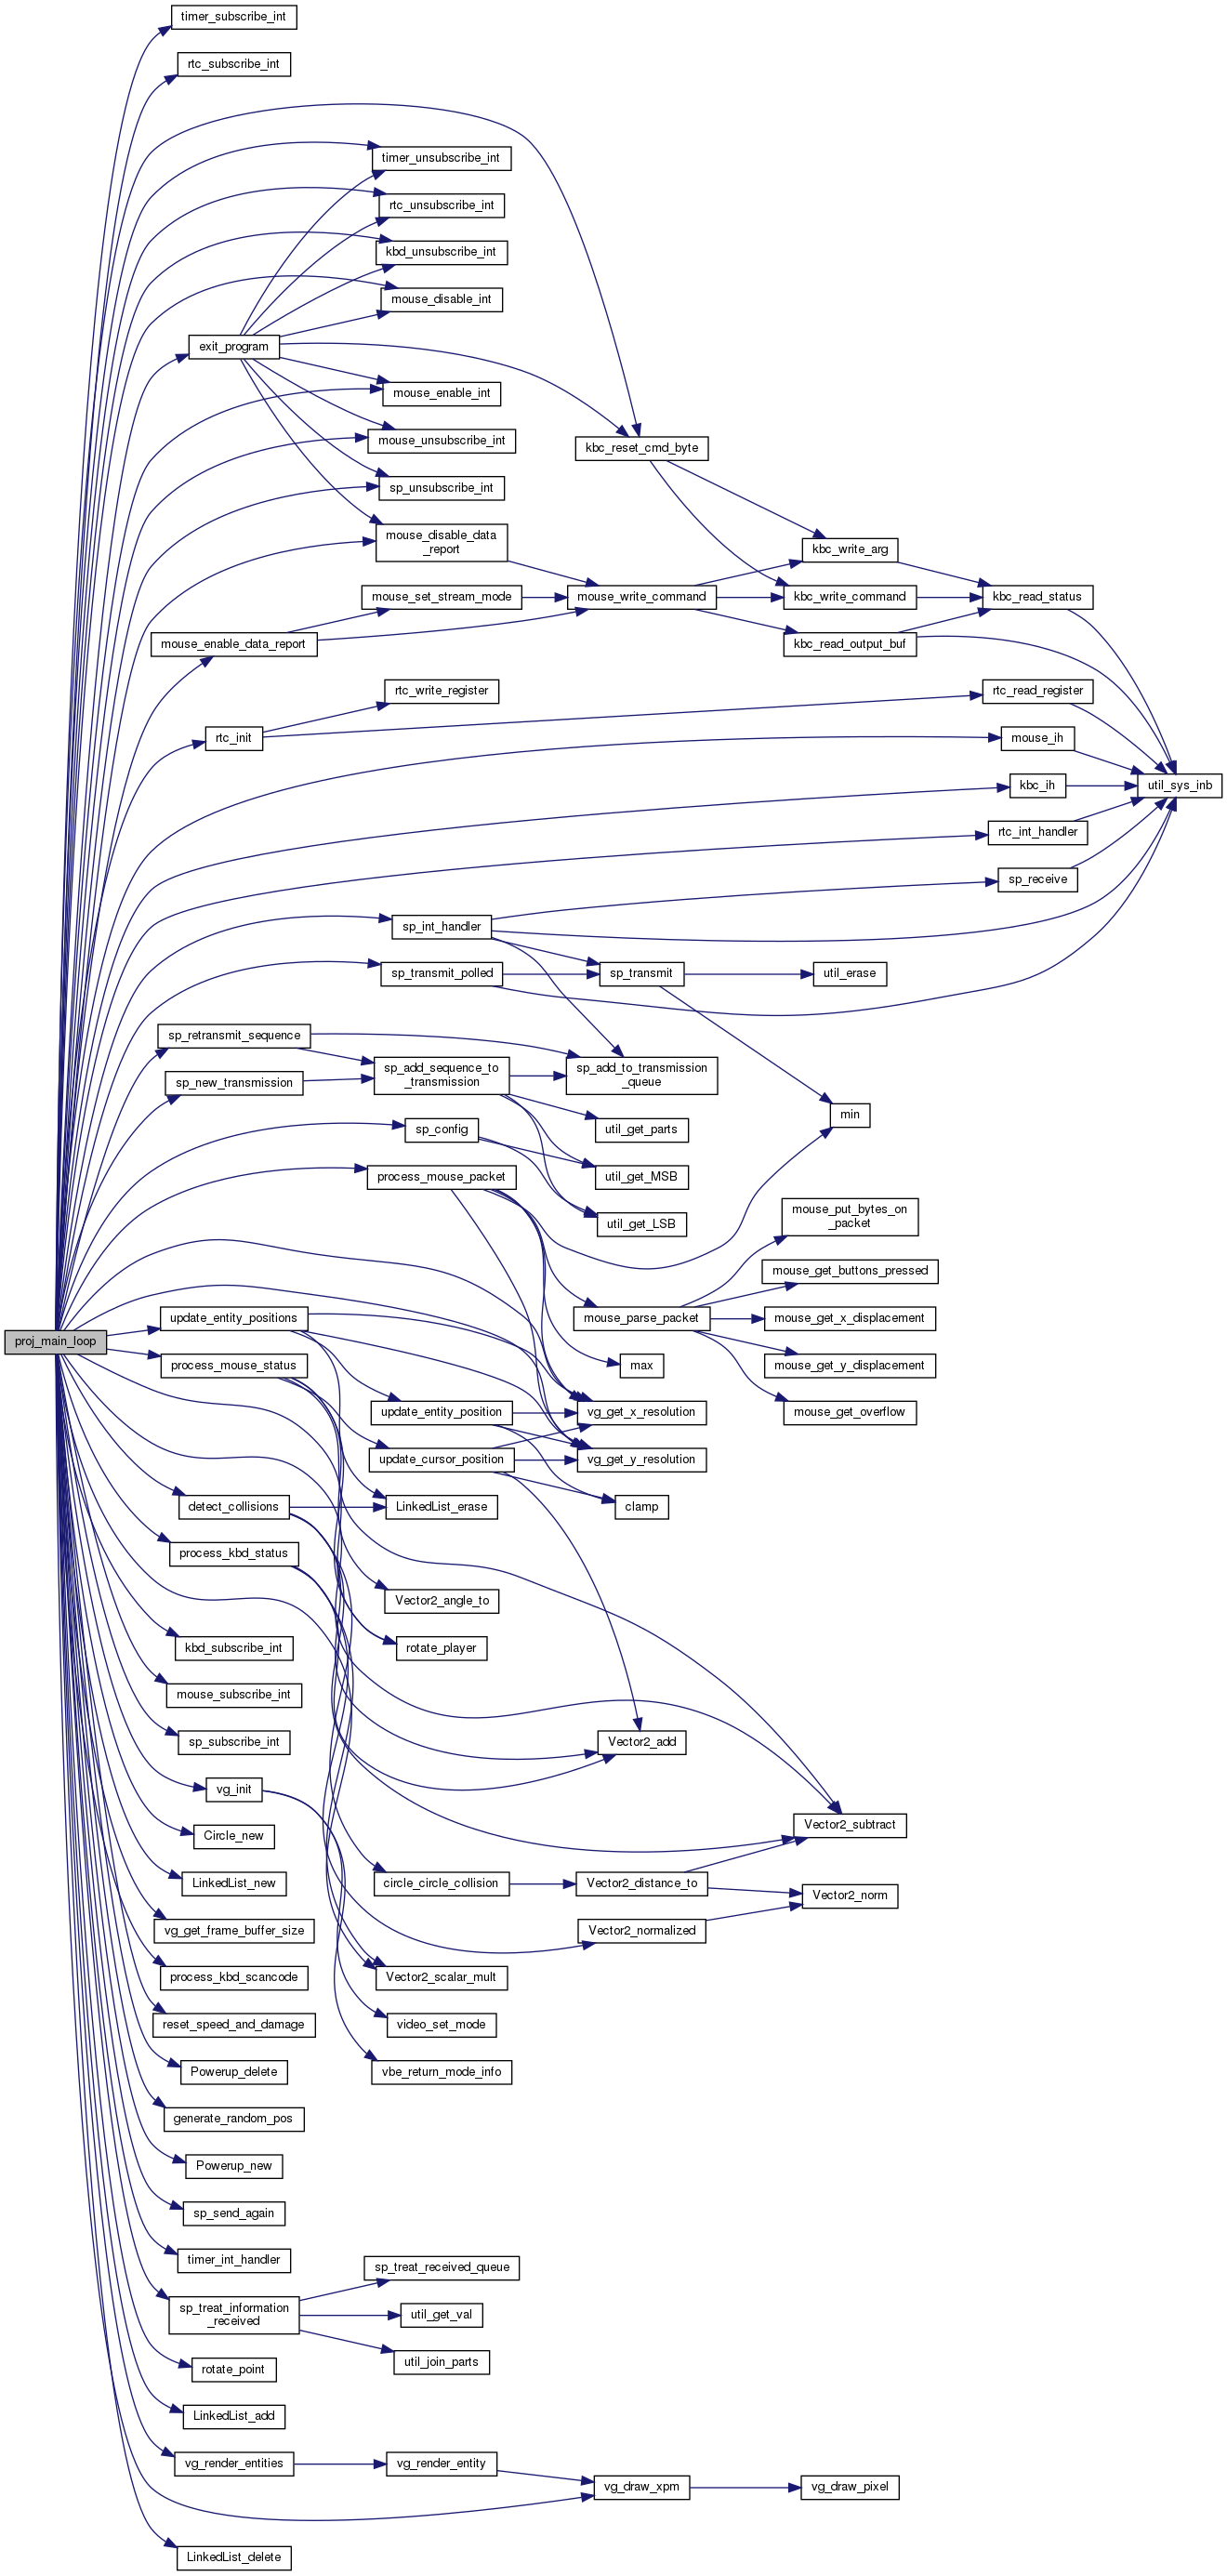 timer_subscribe_int
rtc_subscribe_int
timer_unsubscribe_int
rtc_unsubscribe_int
kbd_unsubscribe_int
mouse_disable_int
exit_program
mouse_enable_int
mouse_unsubscribe_int
kbc_reset_cmd_byte
sp_unsubscribe_int
mouse_disable_data
_report
kbc_write_arg
mouse_set_stream_mode
mouse_write_command
kbc_write_command
kbc_read_status
mouse_enable_data_report
kbc_read_output_buf
rtc_write_register
rtc_read_register
rtc_init
mouse_ih
kbc_ih
util_sys_inb
rtc_int_handler
sp_receive
sp_int_handler
sp_transmit_polled
sp_transmit
util_erase
sp_retransmit_sequence
sp_add_sequence_to
_transmission
sp_add_to_transmission
_queue
sp_new_transmission
min
sp_config
util_get_parts
process_mouse_packet
util_get_MSB
mouse_put_bytes_on
_packet
util_get_LSB
mouse_get_buttons_pressed
update_entity_positions
mouse_parse_packet
mouse_get_x_displacement
proj_main_loop
process_mouse_status
max
mouse_get_y_displacement
update_entity_position
vg_get_x_resolution
mouse_get_overflow
update_cursor_position
vg_get_y_resolution
detect_collisions
LinkedList_erase
clamp
process_kbd_status
Vector2_angle_to
kbd_subscribe_int
rotate_player
mouse_subscribe_int
sp_subscribe_int
Vector2_add
vg_init
Circle_new
Vector2_subtract
LinkedList_new
circle_circle_collision
Vector2_distance_to
Vector2_norm
vg_get_frame_buffer_size
Vector2_normalized
process_kbd_scancode
Vector2_scalar_mult
reset_speed_and_damage
video_set_mode
Powerup_delete
vbe_return_mode_info
generate_random_pos
Powerup_new
sp_send_again
timer_int_handler
sp_treat_received_queue
sp_treat_information
_received
util_get_val
util_join_parts
rotate_point
LinkedList_add
vg_render_entities
vg_render_entity
vg_draw_xpm
vg_draw_pixel
LinkedList_delete